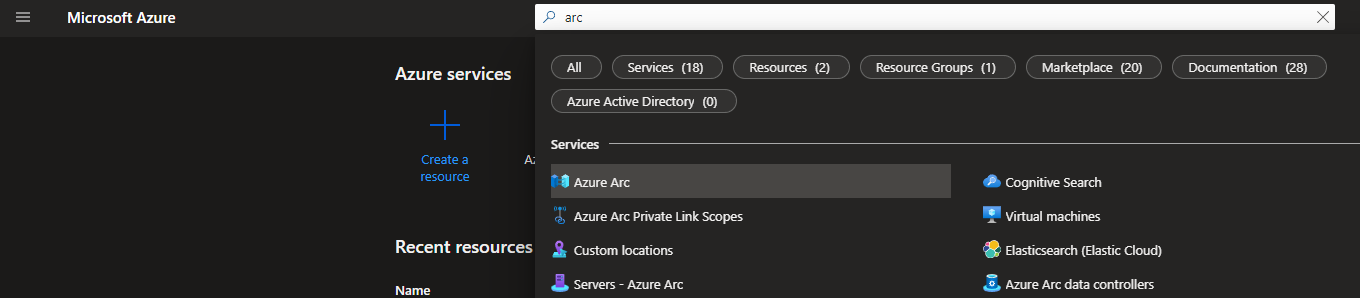 Microsoft Azure
arc
All
Services (18)
Resources (2)
Resource Groups (1)
Marketplace (20)
Documentation (28)
Azure Active Directory (0)
Azure services
Create a
resource
Services
Azure Arc
Cognitive Search
Azure Arc Private Link Scopes
Virtual machines
Custom locations
Elasticsearch (Elastic Cloud)
Servers - Azure Arc
Azure Arc data controllers
Recent resources
Name